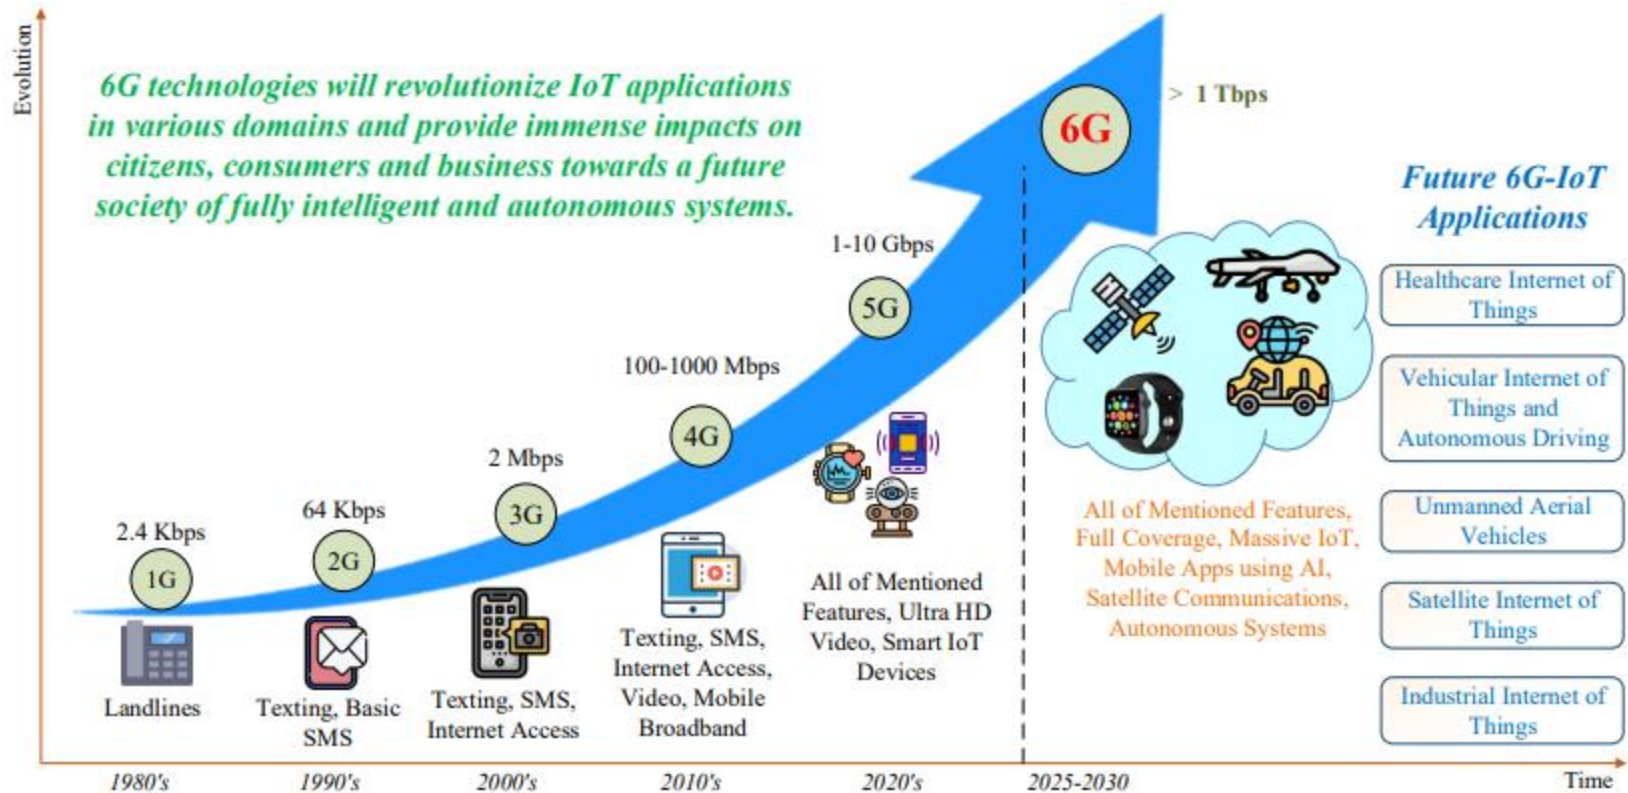 Evolution
6G technologies will revolutionize IoT applications
in various domains and provide immense impacts on
citizens, consumers and business towards a future
society of fully intelligent and autonomous systems.
2.4 Kbps
1G
Landlines
64 Kbps
2G
Texting, Basic
SMS
2 Mbps
3G
Texting, SMS,
Internet Access
100-1000 Mbps
4G
Texting, SMS,
Internet Access,
Video, Mobile
Broadband
1-10 Gbps
5G
All of Mentioned
Features, Ultra HD
Video, Smart IoT
Devices
6G
> 1 Tbps
All of Mentioned Features,
Full Coverage, Massive IoT,
Mobile Apps using AI,
Satellite Communications,
Autonomous Systems
Future 6G-IoT
Applications
Healthcare Internet of
Things
Vehicular Internet of
Things and
Autonomous Driving
Unmanned Aerial
Vehicles
Satellite Internet of
Things
Industrial Internet of
Things
1980's
1990's
2000's
2010's
2020's
2025-2030
Time